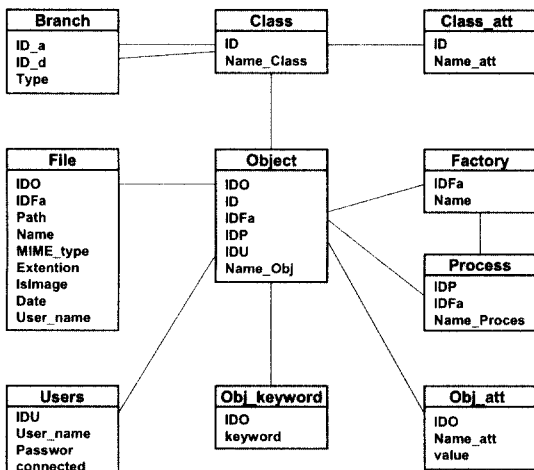 Branch
ID_a
ID_d
Type
Class
ID
Name_Class
Class_att
ID
Name_att
File
IDO
IDFa
Path
Name
MIME_type
Extention
IsImage
Date
User_name
Object
IDO
ID
IDFa
IDP
IDU
Name_Obj
Factory
IDFa
Name
Process
IDP
IDFa
Name_Proces
Users
IDU
User_name
Passwor
connected
Obj_keyword
IDO
keyword
Obj_att
IDO
Name_att
value